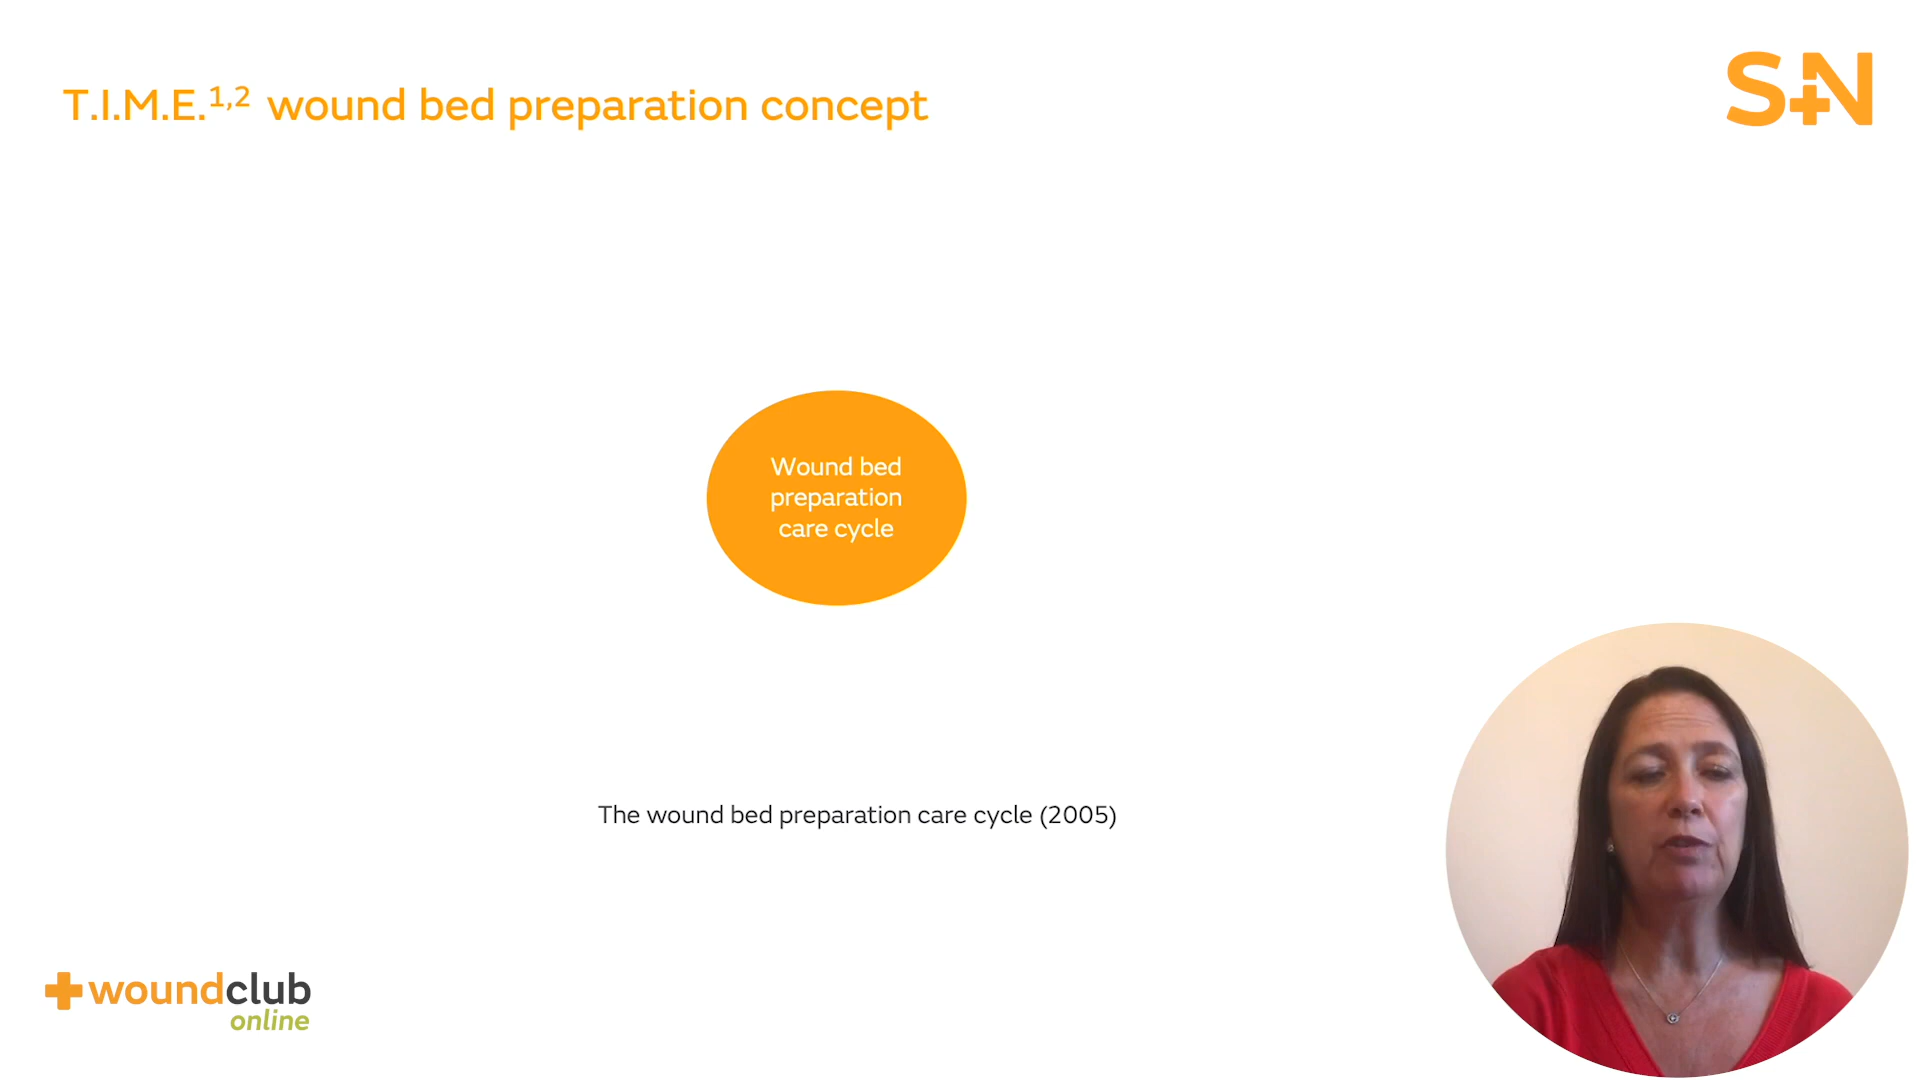 T.I.M.E.¹,² wound bed preparation concept
S+N
Wound bed
preparation
care cycle
The wound bed preparation care cycle (2005)
woundclub
online